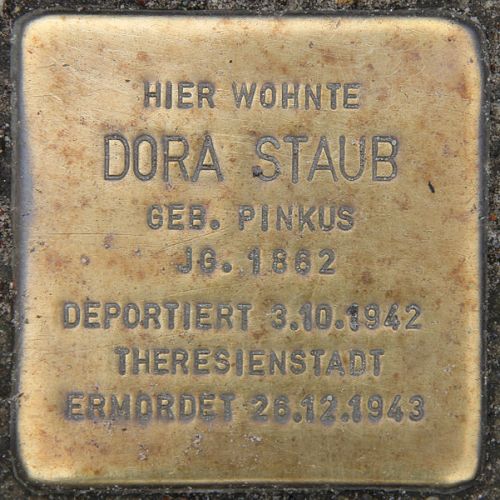 HIER WOHNTE
DORA STAUB
GEB. PINKUS
JG. 1862
DEPORTIERT 3.10.1942
THERESIENSTADT
ERMORDET 26.12.1943